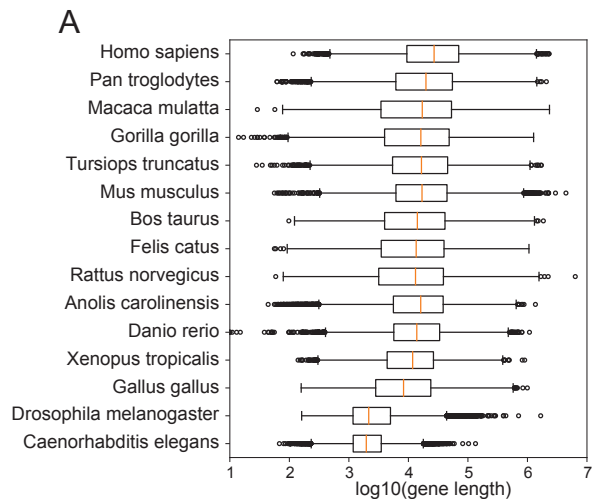 A
Homo sapiens
Pan troglodytes
Macaca mulatta
Gorilla gorilla
Tursiops truncatus
Mus musculus
Bos taurus
Felis catus
Rattus norvegicus
Anolis carolinensis
Danio rerio
Xenopus tropicalis
Gallus gallus
Drosophila melanogaster
Caenorhabditis elegans
1 2 3 4 5 6 7
log10(gene length)